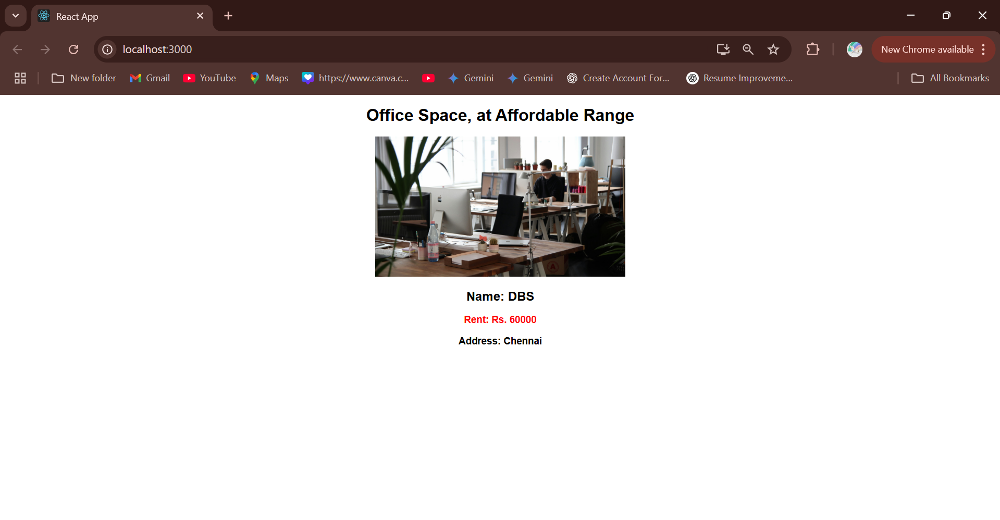 React App
localhost:3000
New Chrome available
New folder
Gmail
YouTube
Maps
https://www.canva.c...
Gemini
Gemini
Create Account For...
Resume Improveme...
All Bookmarks
Office Space, at Affordable Range
A
Name: DBS
Rent: Rs. 60000
Address: Chennai